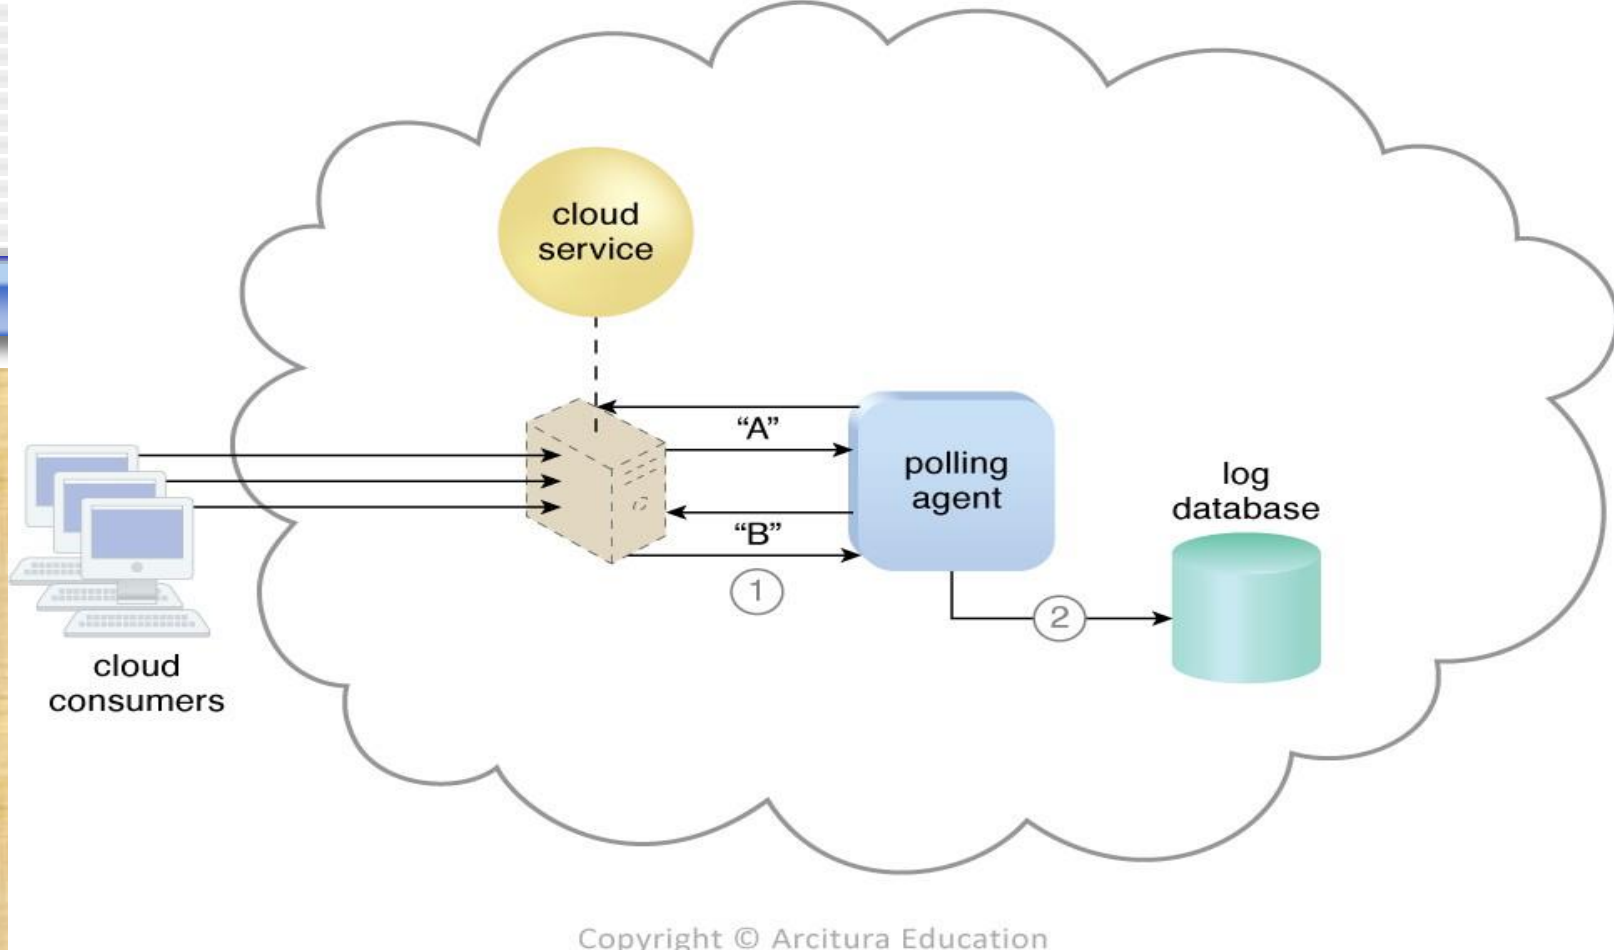 cloud
service
"A"
polling
agent
"B"
1
log
database
2
cloud
consumers
Copyright © Arcitura Education